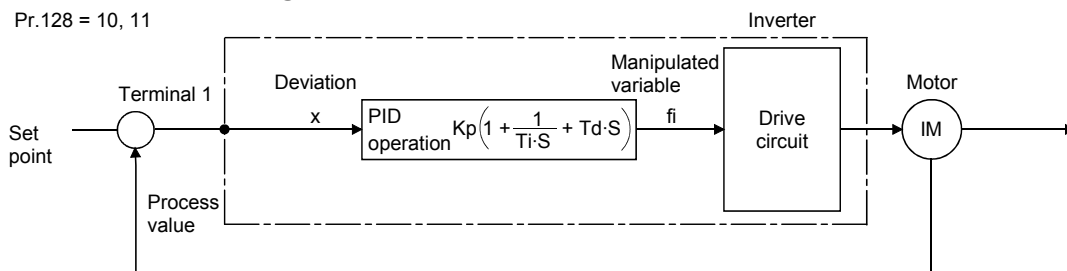 Pr.128 = 10, 11
Inverter
Manipulated
variable
Motor
Terminal 1
Deviation
Set
point
x
PID
operation
Kp(1 + 1/Ti·S + Td·S)
fi
Drive
circuit
IM
Process
value